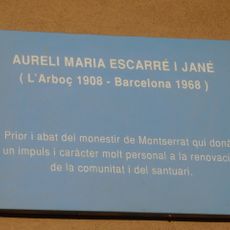 AURELI MARIA ESCARRÉ I JANÉ
( L'Arboç 1908 - Barcelona 1968 )
Prior i abat del monestir de Montserrat qui donà
un impuls i caràcter molt personal a la renovaci
de la comunitat i del santuari.